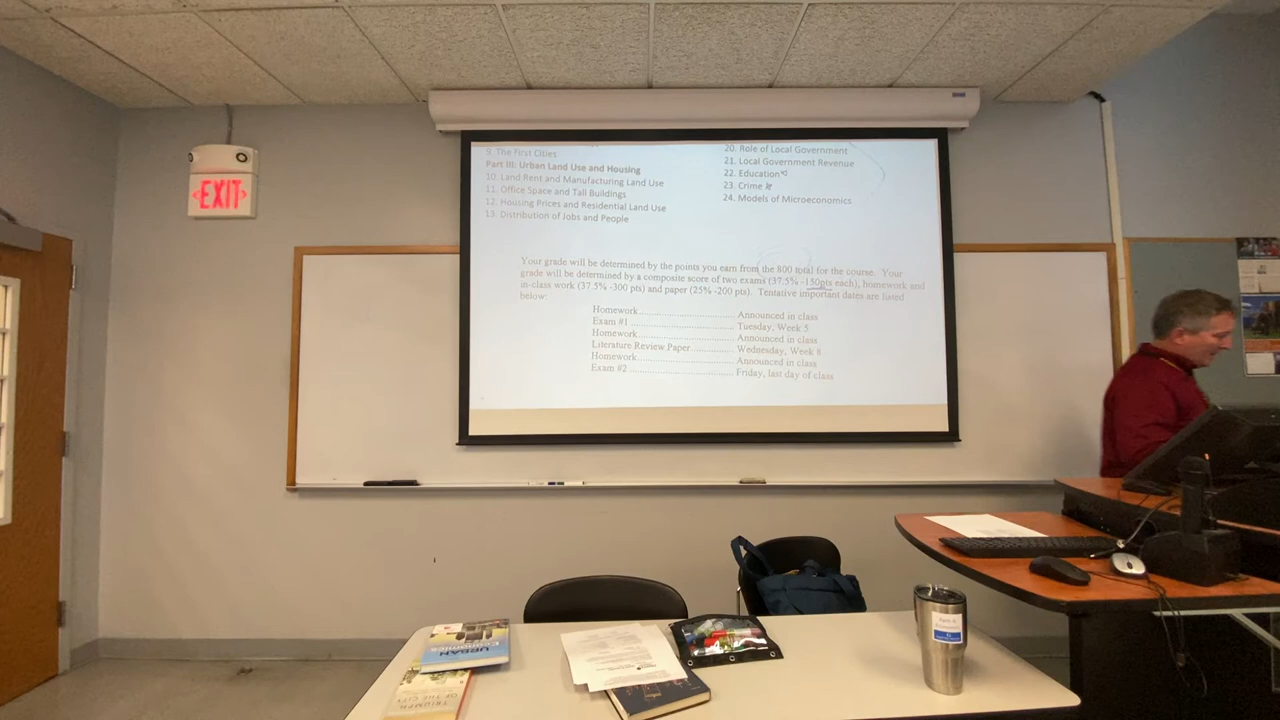 EXIT
9. The First Cities
Part III: Urban Land Use and Housing
10. Land Rent and Manufacturing Land Use
11. Office Space and Tall Buildings
12. Housing Prices and Residential Land Use
13. Distribution of Jobs and People
20. Role of Local Government
21. Local Government Revenue
22. Education
23. Crime
24. Models of Microeconomics
Your grade will be determined by the points you earn from the 800 total for the course. Your
grade will be determined by a composite score of two exams (37.5% -150pts each), homework and
in-class work (37.5% -300 pts) and paper (25% -200 pts). Tentative important dates are listed
below:
Homework.......................... Announced in class
Exam #1 ............................ Tuesday, Week 5
Homework.......................... Announced in class
Literature Review Paper............ Wednesday, Week 8
Homework.......................... Announced in class
Exam #2 ............................ Friday, last day of class
URBAN
Economics
TRIUMPH
OF THE CITY